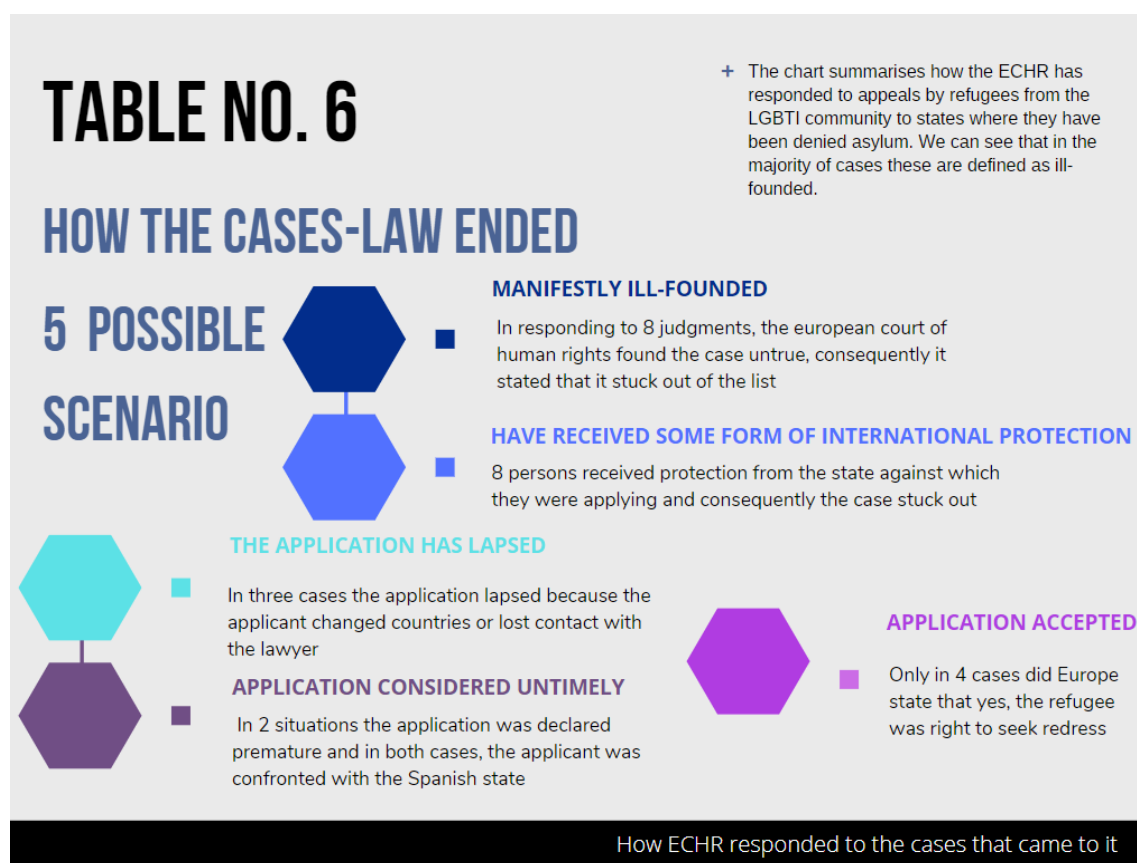 TABLE NO. 6
+ The chart summarises how the ECHR has
responded to appeals by refugees from the
LGBTI community to states where they have
been denied asylum. We can see that in the
majority of cases these are defined as ill-
founded.
HOW THE CASES-LAW ENDED
5 POSSIBLE
SCENARIO
MANIFESTLY ILL-FOUNDED
In responding to 8 judgments, the european court of
human rights found the case untrue, consequently it
stated that it stuck out of the list
HAVE RECEIVED SOME FORM OF INTERNATIONAL PROTECTION
8 persons received protection from the state against which
they were applying and consequently the case stuck out
THE APPLICATION HAS LAPSED
In three cases the application lapsed because the
applicant changed countries or lost contact with
the lawyer
APPLICATION CONSIDERED UNTIMELY
In 2 situations the application was declared
premature and in both cases, the applicant was
confronted with the Spanish state
APPLICATION ACCEPTED
Only in 4 cases did Europe
state that yes, the refugee
was right to seek redress
How ECHR responded to the cases that came to it